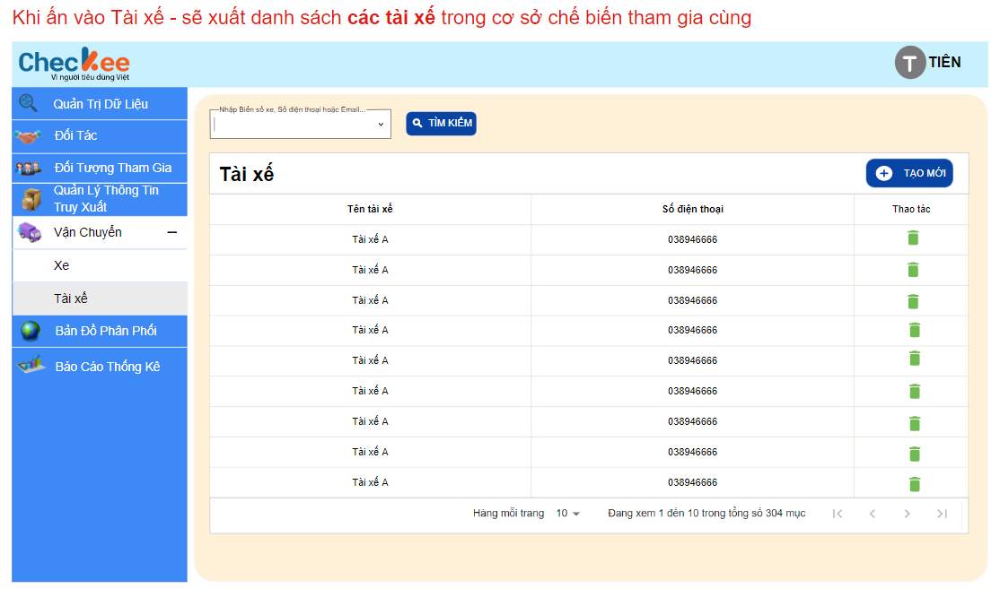 Khi ấn vào Tài xế - sẽ xuất danh sách các tài xế trong cơ sở chế biến tham gia cùng
Checkee
Vì người tiêu dùng Việt
T TIÊN
Quản Trị Dữ Liệu
Đối Tác
Đối Tượng Tham Gia
Quản Lý Thông Tin
Truy Xuất
Vận Chuyển
Xe
Tài xế
Bản Đồ Phân Phối
Báo Cáo Thống Kê
Nhập Biển số xe, Số điện thoại hoặc Email...
TÌM KIẾM
Tài xế
TẠO MỚI
Tên tài xế Số điện thoại Thao tác
Tài xế A 038946666
Tài xế A 038946666
Tài xế A 038946666
Tài xế A 038946666
Tài xế A 038946666
Tài xế A 038946666
Tài xế A 038946666
Tài xế A 038946666
Tài xế A 038946666
Hàng mỗi trang 10 Đang xem 1 đến 10 trong tổng số 304 mục